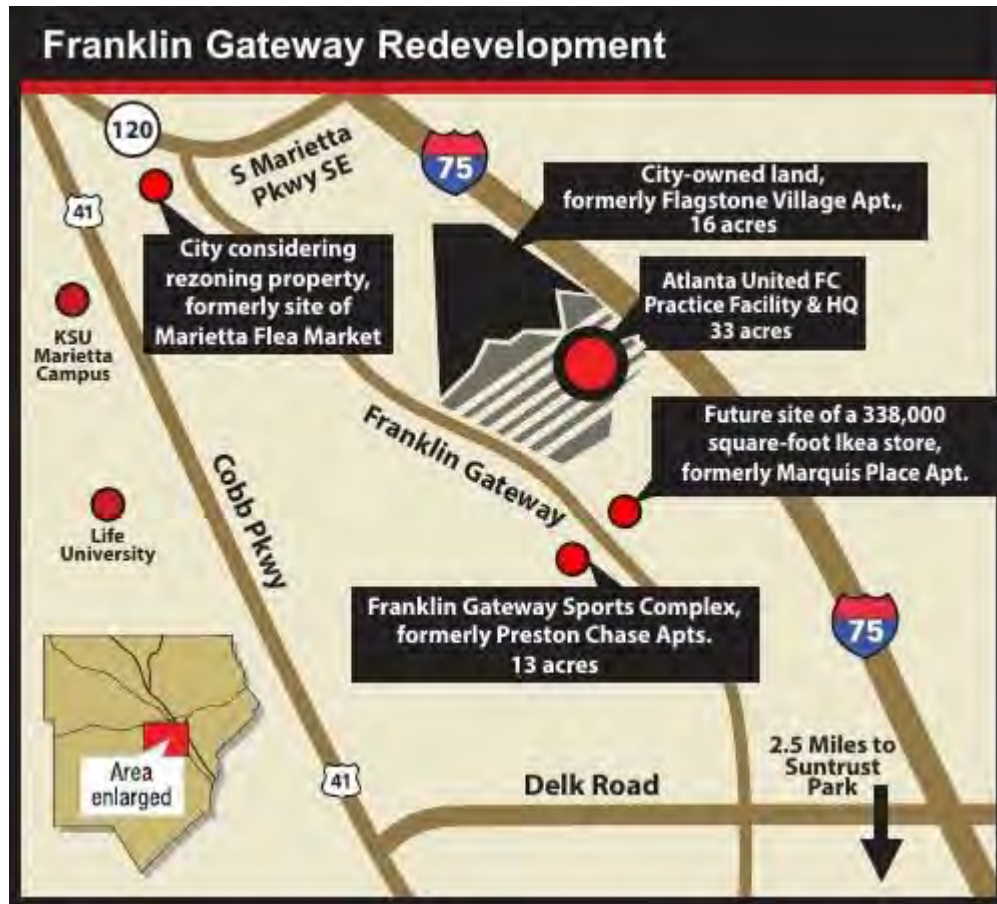 Franklin Gateway Redevelopment
120
S Marietta
Pkwy SE
75
41
City-owned land,
formerly Flagstone Village Apt.,
16 acres
City considering
rezoning property,
formerly site of
Marietta Flea Market
Atlanta United FC
Practice Facility & HQ
33 acres
KSU
Marietta
Campus
Future site of a 338,000
square-foot Ikea store,
formerly Marquis Place Apt.
Franklin Gateway
Cobb Pkwy
Life
University
Franklin Gateway Sports Complex,
formerly Preston Chase Apts.
13 acres
75
Area
enlarged
41
Delk Road
2.5 Miles to
Suntrust
Park